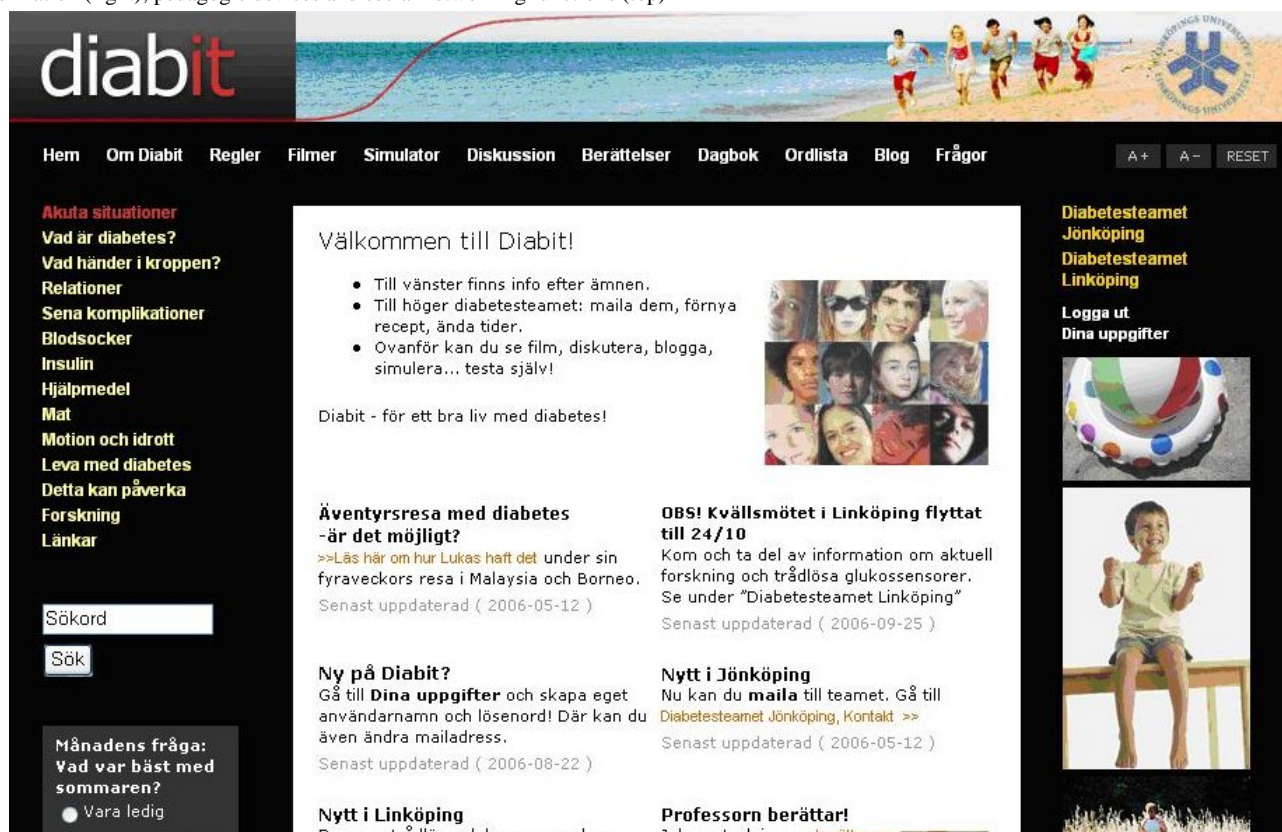 diabit
LINKÖPINGS UNIVERSITET
Hem Om Diabit Regler Filmer Simulator Diskussion Berättelser Dagbok Ordlista Blog Frågor
A+ A- RESET
Akuta situationer
Vad är diabetes?
Vad händer i kroppen?
Relationer
Sena komplikationer
Blodsocker
Insulin
Hjälpmedel
Mat
Motion och idrott
Leva med diabetes
Detta kan påverka
Forskning
Länkar
Sökord
Sök
Månadens fråga:
Vad var bäst med
sommaren?
Vara ledig
Välkommen till Diabit!
• Till vänster finns info efter ämnen.
• Till höger diabetesteamet: maila dem, förnya
recept, ända tider.
• Ovanför kan du se film, diskutera, blogga,
simulera... testa själv!
Diabit - för ett bra liv med diabetes!
Äventyrsresa med diabetes
-är det möjligt?
>>Läs här om hur Lukas haft det under sin
fyraveckors resa i Malaysia och Borneo.
Senast uppdaterad ( 2006-05-12 )
OBS! Kvällsmötet i Linköping flyttat
till 24/10
Kom och ta del av information om aktuell
forskning och trådlösa glukossensorer.
Se under "Diabetesteamet Linköping"
Senast uppdaterad ( 2006-09-25 )
Ny på Diabit?
Gå till Dina uppgifter och skapa eget
användarnamn och lösenord! Där kan du
även ändra mailadress.
Senast uppdaterad ( 2006-08-22 )
Nytt i Jönköping
Nu kan du maila till teamet. Gå till
Diabetesteamet Jönköping, Kontakt >>
Senast uppdaterad ( 2006-05-12 )
Nytt i Linköping
Professorn berättar!
Diabetesteamet
Jönköping
Diabetesteamet
Linköping
Logga ut
Dina uppgifter